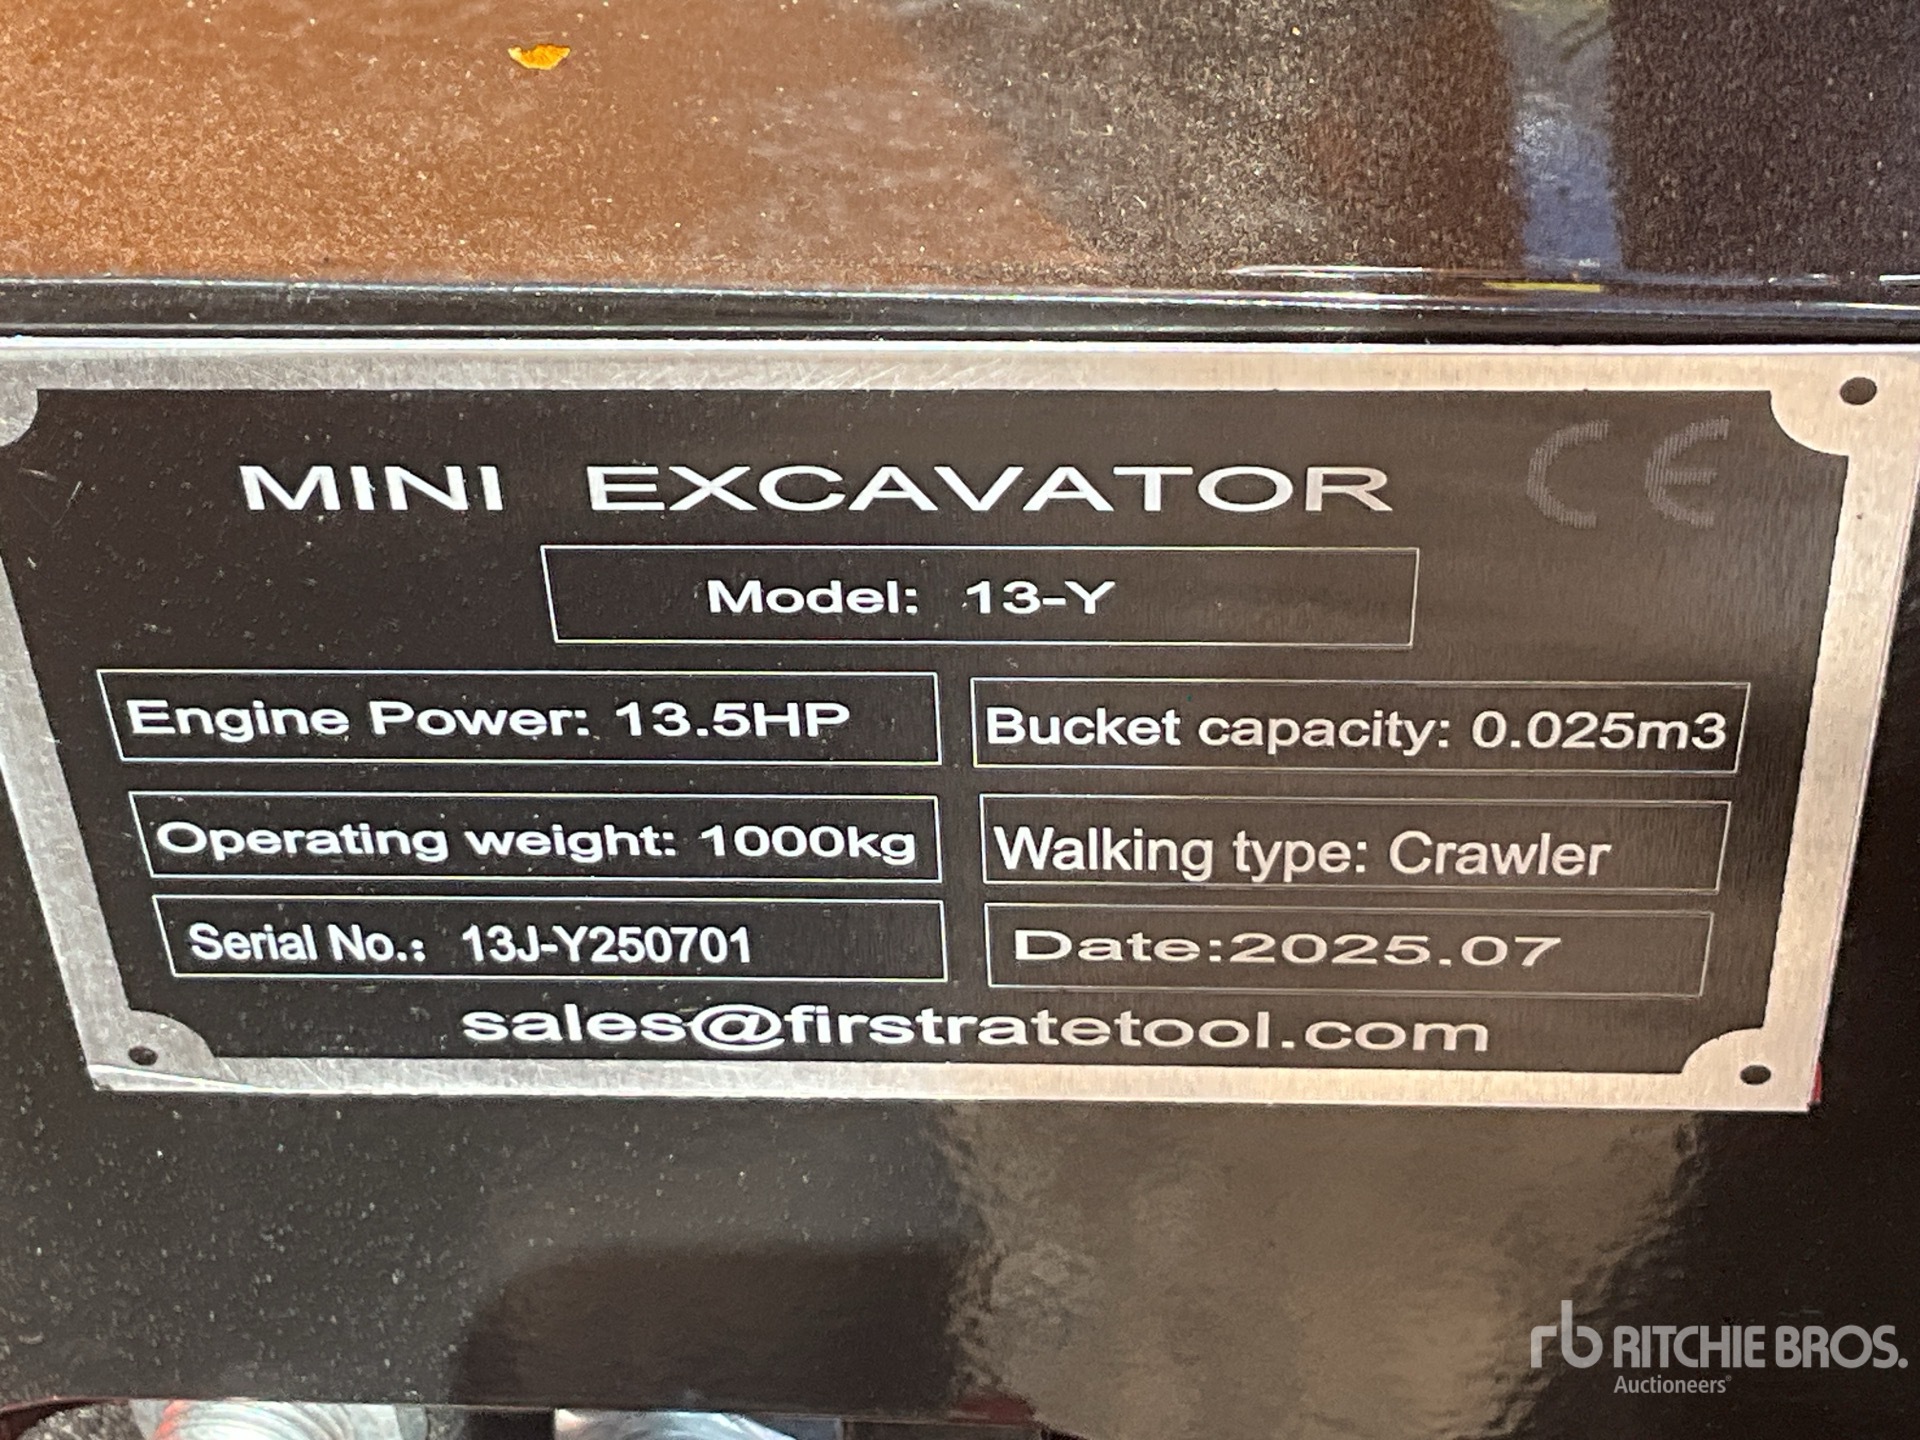 MINI EXCAVATOR CE
Model: 13-Y
Engine Power: 13.5HP
Bucket capacity: 0.025m3
Operating weight: 1000kg
Walking type: Crawler
Serial No.: 13J-Y250701
Date:2025.07
sales@firstratetool.com
rb RITCHIE BROS.
Auctioneers®